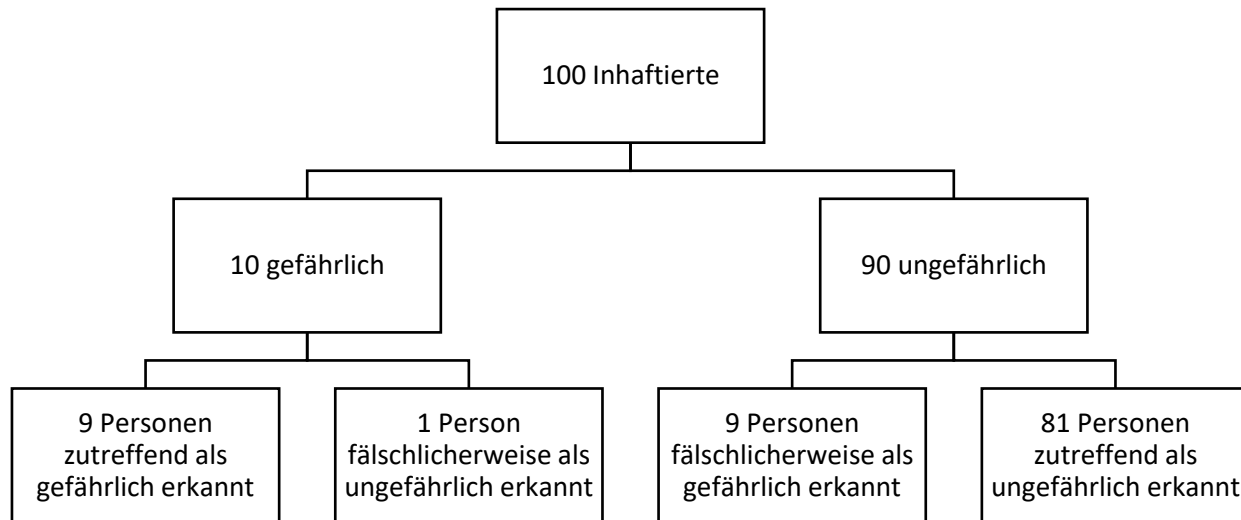 100 Inhaftierte
10 gefährlich
90 ungefährlich
9 Personen
zutreffend als
gefährlich erkannt
1 Person
fälschlicherweise als
ungefährlich erkannt
9 Personen
fälschlicherweise als
gefährlich erkannt
81 Personen
zutreffend als
ungefährlich erkannt